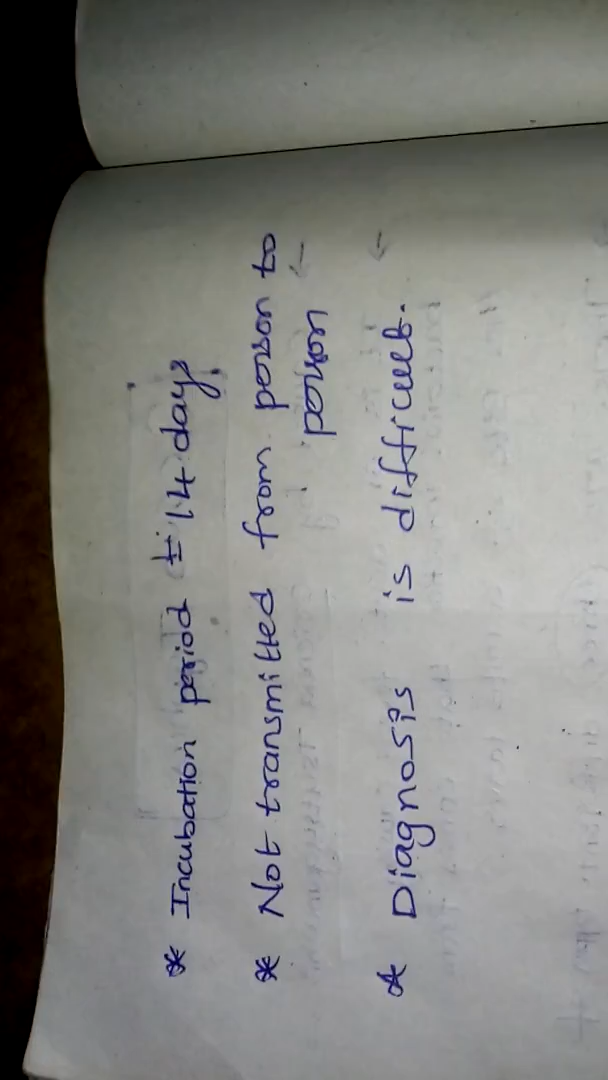 * Incubation period ± 14 days
* Not transmitted from person to
person
* Diagnosis is difficult.